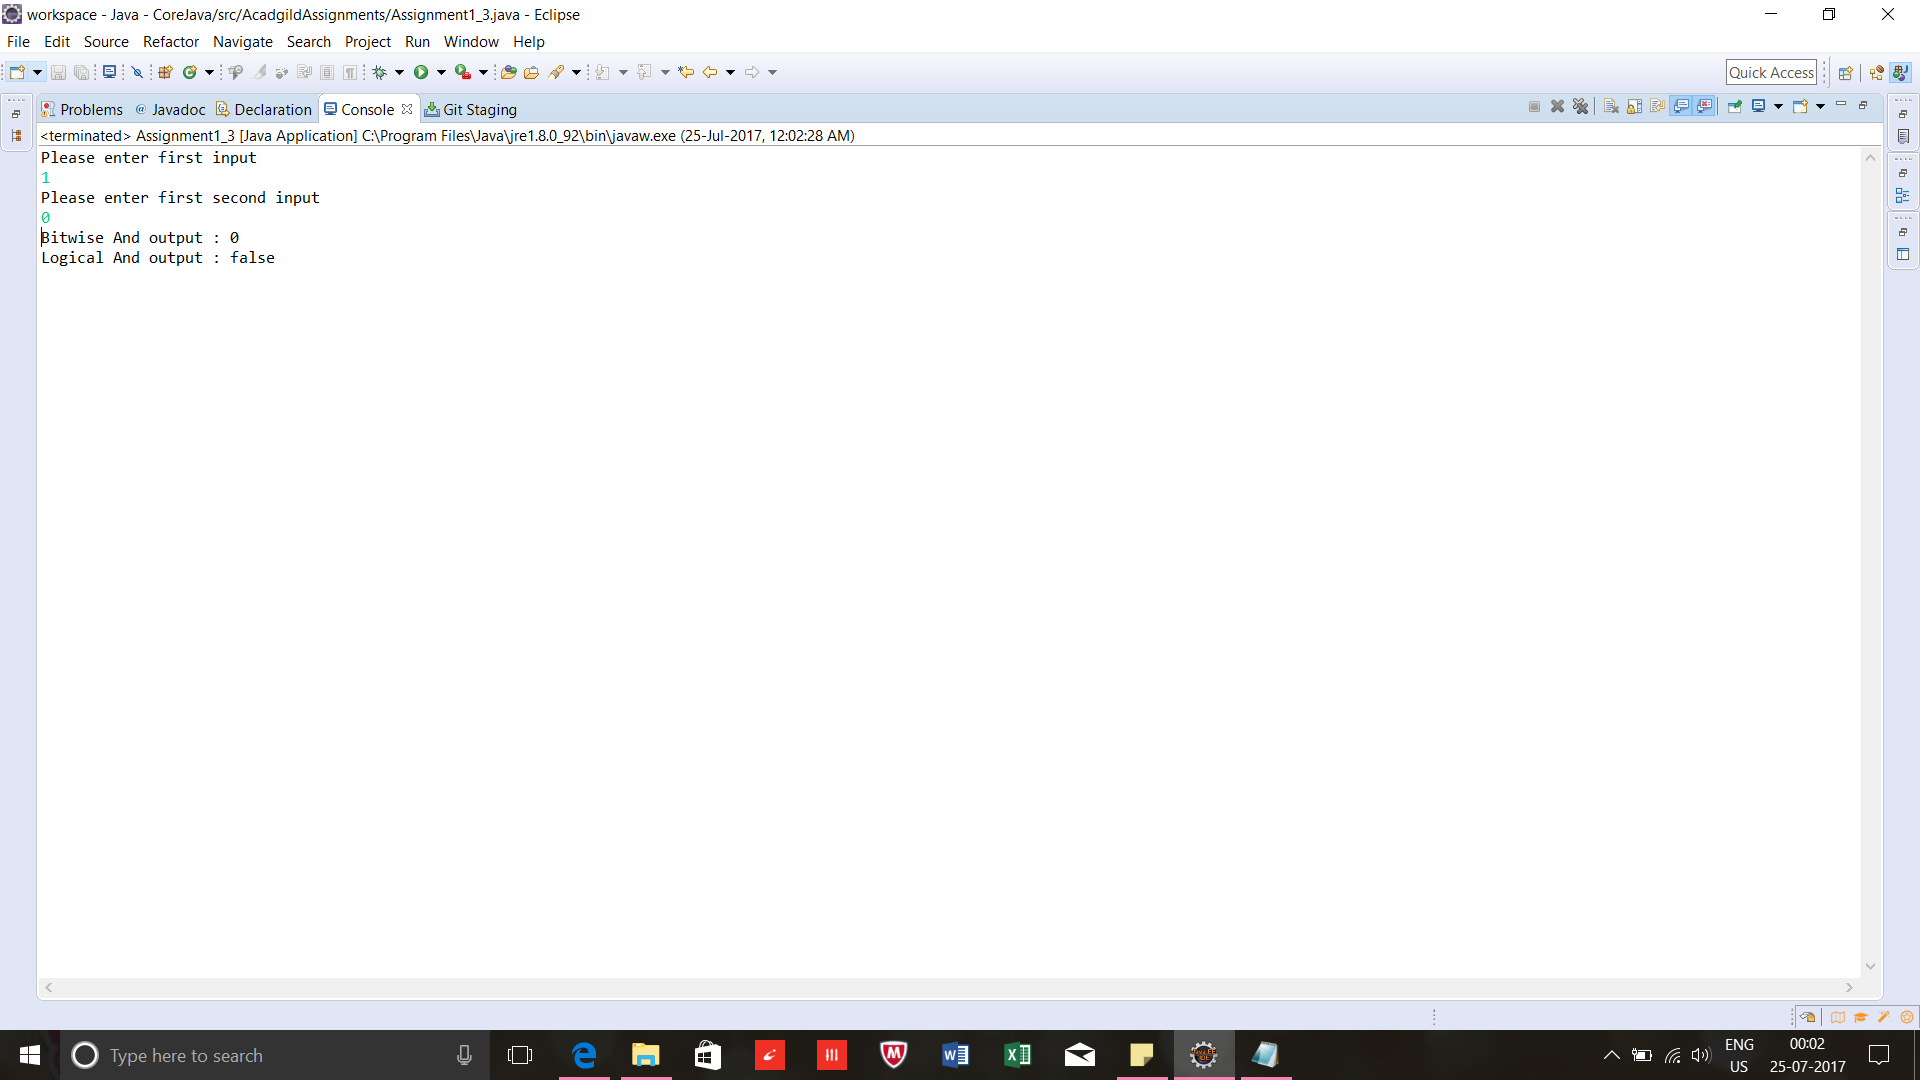 workspace - Java - CoreJava/src/AcadgildAssignments/Assignment1_3.java - Eclipse
File Edit Source Refactor Navigate Search Project Run Window Help
Quick Access
Problems @ Javadoc Declaration Console Git Staging
<terminated> Assignment1_3 [Java Application] C:\Program Files\Java\jre1.8.0_92\bin\javaw.exe (25-Jul-2017, 12:02:28 AM)
Please enter first input
1
Please enter first second input
0
Bitwise And output : 0
Logical And output : false
Type here to search
ENG
US
00:02
25-07-2017